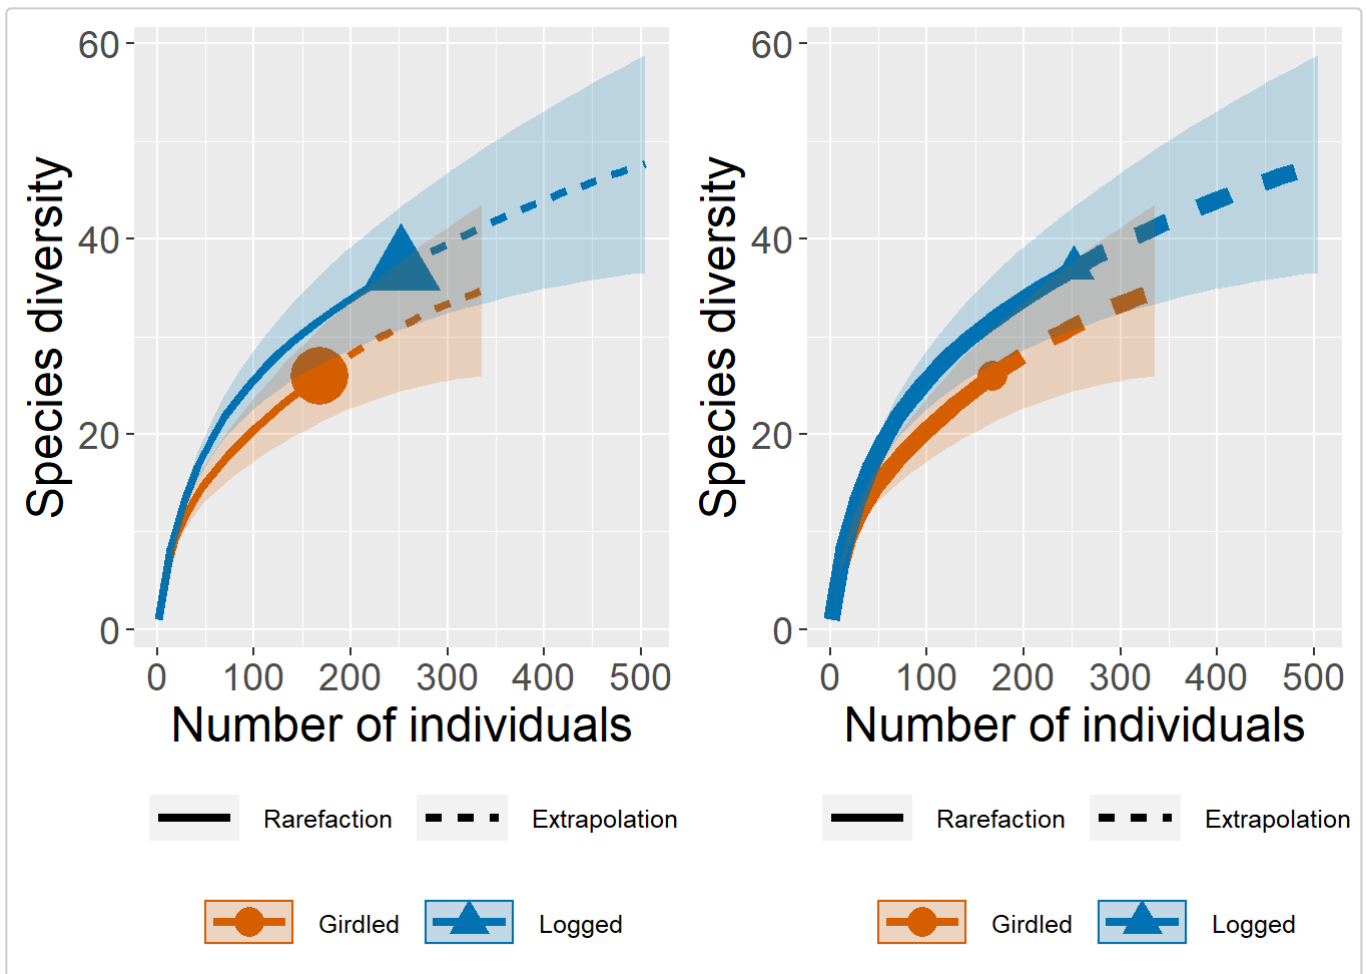 60
40
20
0
Species diversity
0 100 200 300 400 500
Number of individuals
Rarefaction Extrapolation
Girdled Logged
60
40
20
0
Species diversity
0 100 200 300 400 500
Number of individuals
Rarefaction Extrapolation
Girdled Logged